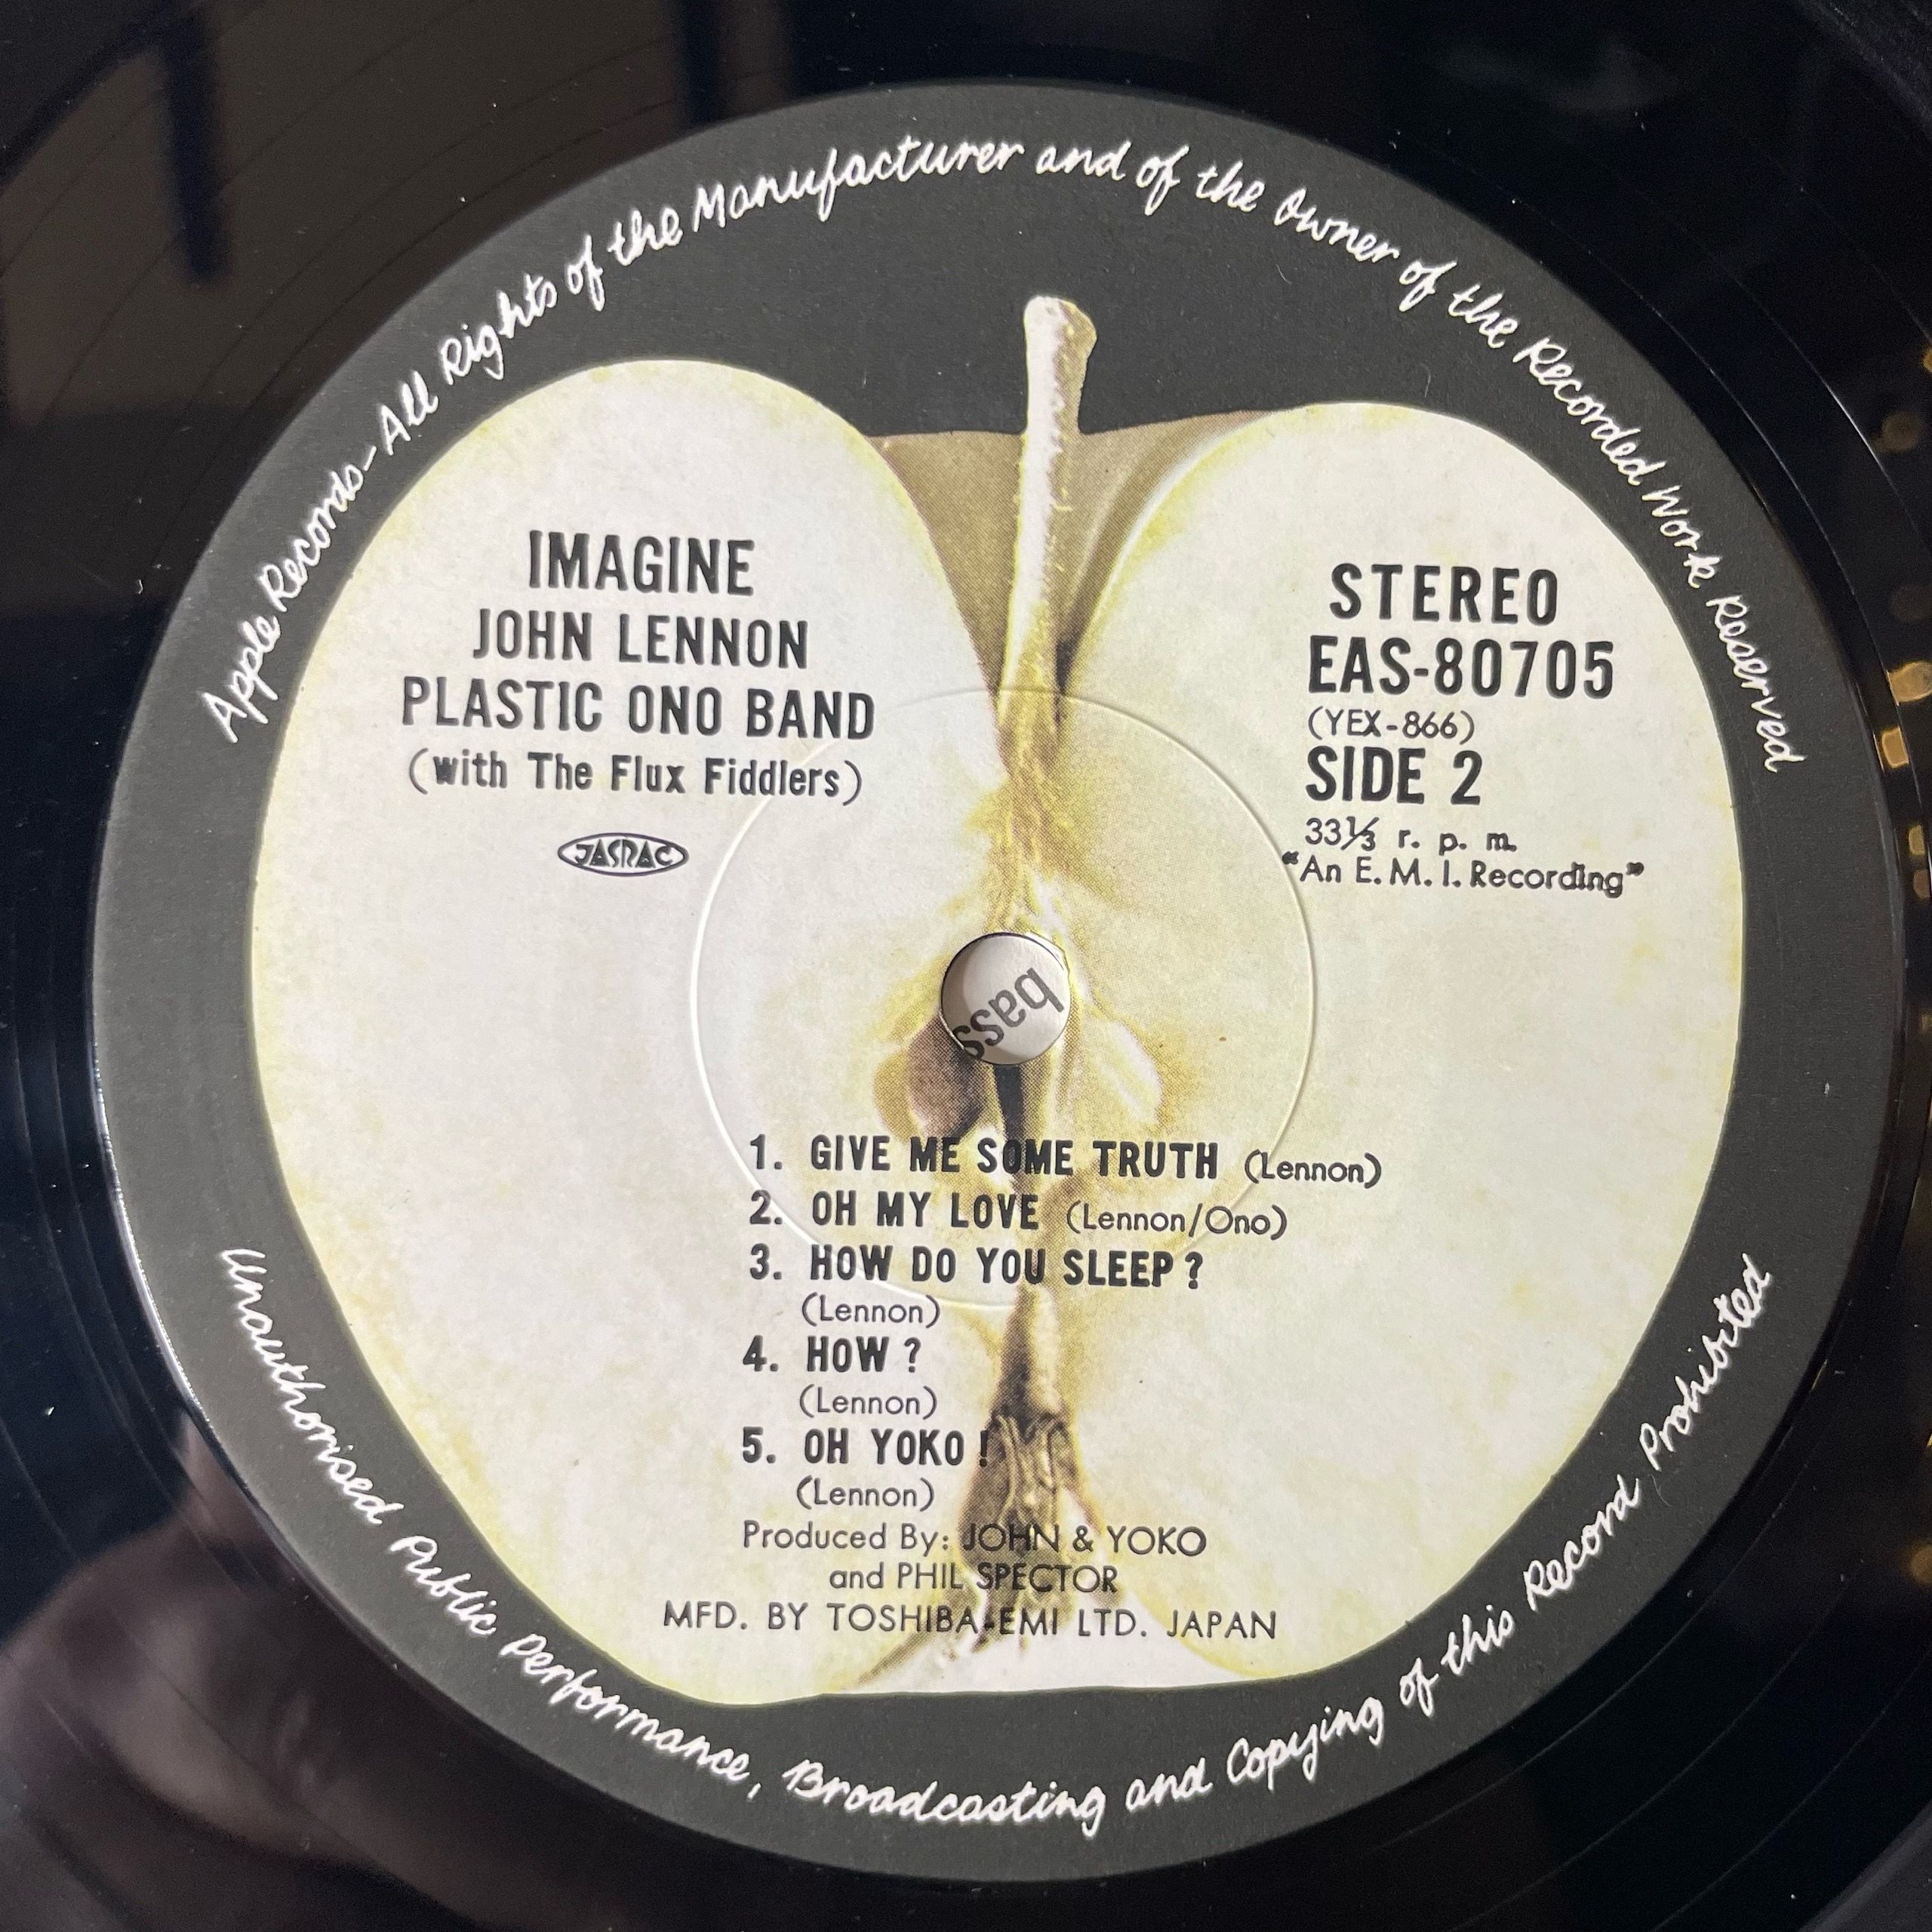 Apple Records-All Rights of the Manufacturer and of the Owner of the Recorded Work Reserved
IMAGINE
JOHN LENNON
PLASTIC ONO BAND
(with The Flux Fiddlers)
JASRAC
STEREO
EAS-80705
(YEX-866)
SIDE 2
33⅓ r. p. m.
"An E. M. I. Recording"
bass
1. GIVE ME SOME TRUTH (Lennon)
2. OH MY LOVE (Lennon/Ono)
3. HOW DO YOU SLEEP?
(Lennon)
4. HOW?
(Lennon)
5. OH YOKO!
(Lennon)
Produced By: JOHN & YOKO
and PHIL SPECTOR
MFD. BY TOSHIBA-EMI LTD. JAPAN
Unauthorised Public Performance, Broadcasting and Copying of this Record Prohibited